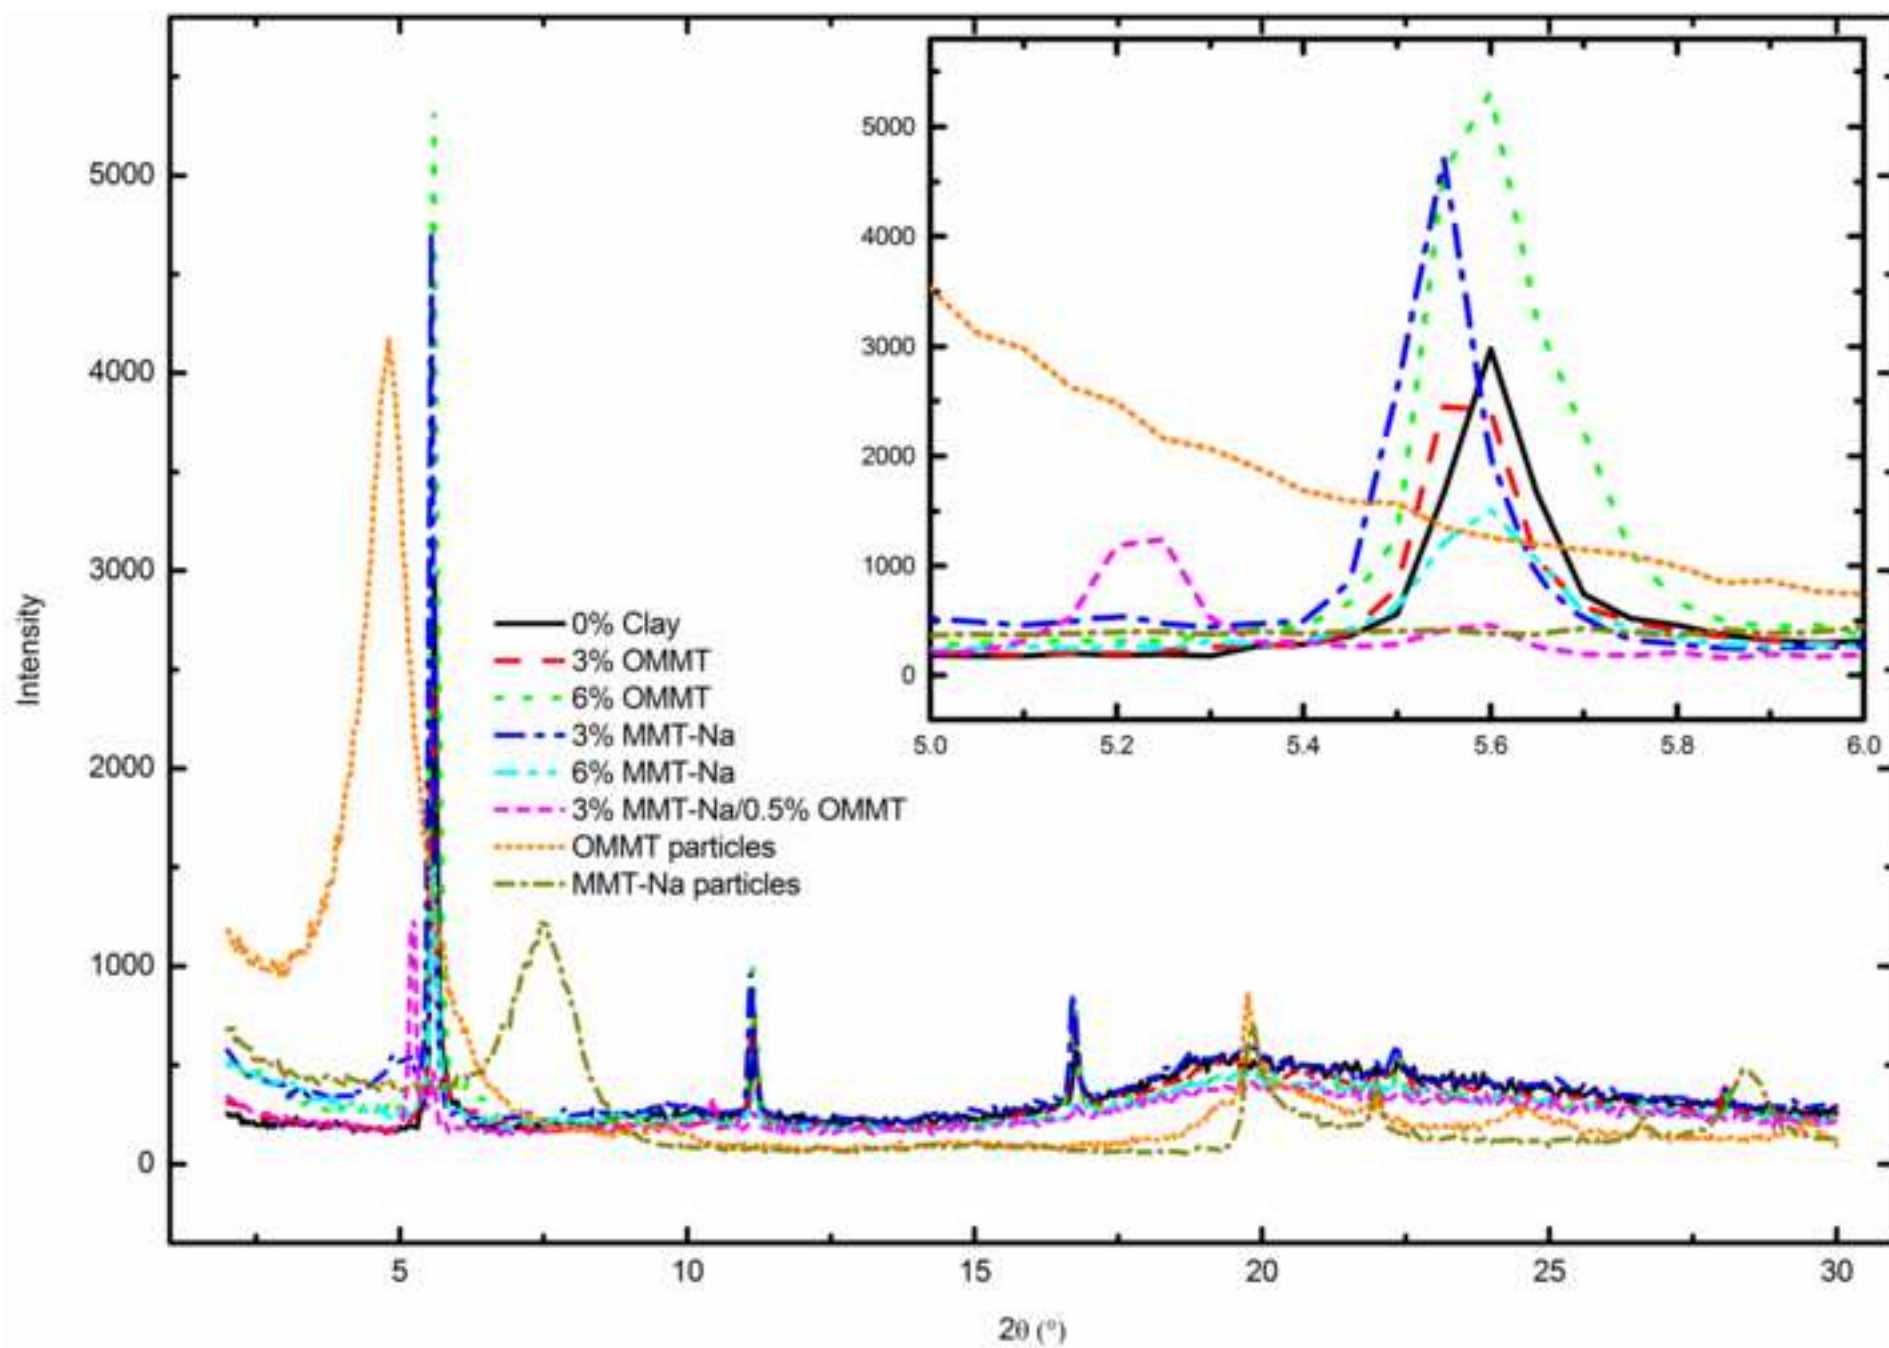 5000
4000
3000
2000
1000
0
Intensity
5 10 15 20 25 30
2θ (°)
0% Clay
3% OMMT
6% OMMT
3% MMT-Na
6% MMT-Na
3% MMT-Na/0.5% OMMT
OMMT particles
MMT-Na particles
5000
4000
3000
2000
1000
0
5.0 5.2 5.4 5.6 5.8 6.0